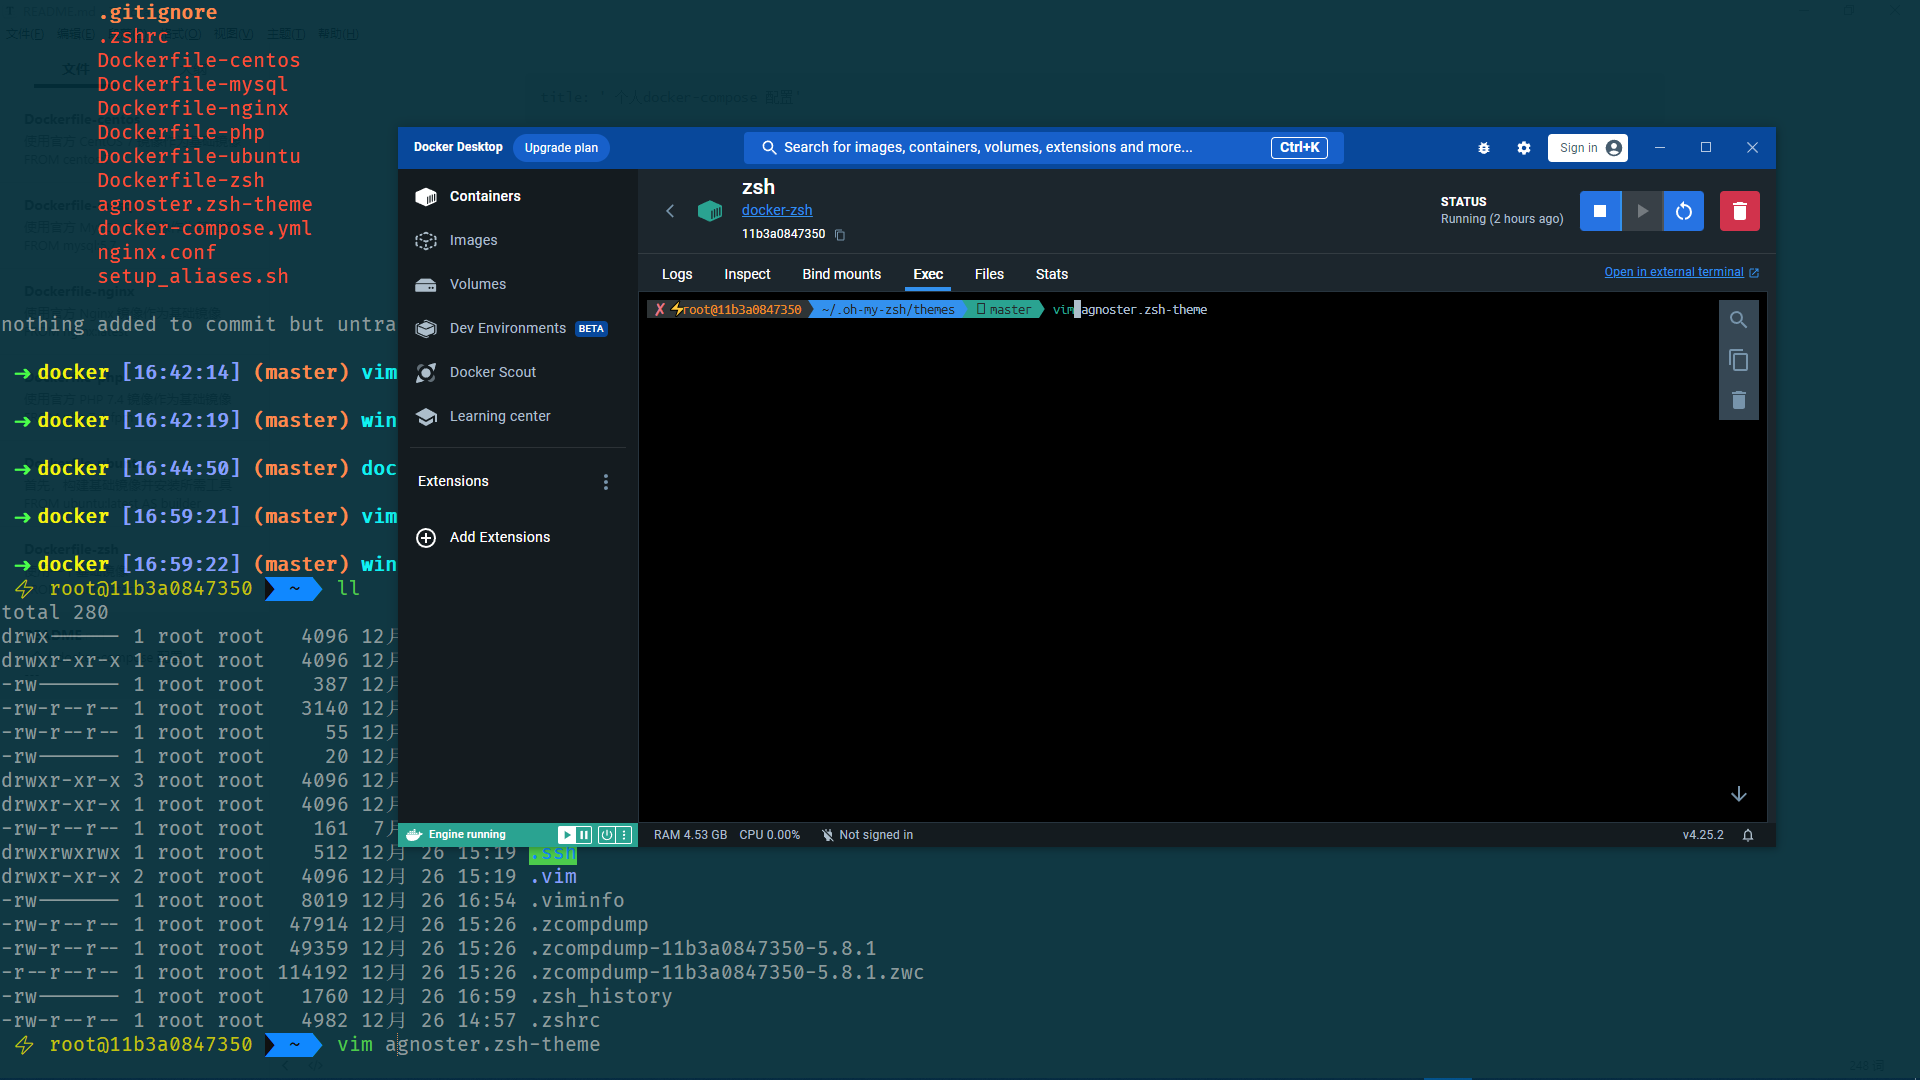 .gitignore
.zshrc
Dockerfile-centos
Dockerfile-mysql
Dockerfile-nginx
Dockerfile-php
Dockerfile-ubuntu
Dockerfile-zsh
agnoster.zsh-theme
docker-compose.yml
nginx.conf
setup_aliases.sh
nothing added to commit but untra
➜ docker [16:42:14] (master) vim
➜ docker [16:42:19] (master) win
➜ docker [16:44:50] (master) doc
➜ docker [16:59:21] (master) vim
➜ docker [16:59:22] (master) win
⚡ root@11b3a0847350 ~ ll
total 280
drwx------ 1 root root 4096 12月
drwxr-xr-x 1 root root 4096 12月
-rw------- 1 root root 387 12月
-rw-r--r-- 1 root root 3140 12月
-rw-r--r-- 1 root root 55 12月
-rw------- 1 root root 20 12月
drwxr-xr-x 3 root root 4096 12月
drwxr-xr-x 1 root root 4096 12月
-rw-r--r-- 1 root root 161 7月
drwxrwxrwx 1 root root 512 12月 26 15:19 .ssh
drwxr-xr-x 2 root root 4096 12月 26 15:19 .vim
-rw------- 1 root root 8019 12月 26 16:54 .viminfo
-rw-r--r-- 1 root root 47914 12月 26 15:26 .zcompdump
-rw-r--r-- 1 root root 49359 12月 26 15:26 .zcompdump-11b3a0847350-5.8.1
-r--r--r-- 1 root root 114192 12月 26 15:26 .zcompdump-11b3a0847350-5.8.1.zwc
-rw------- 1 root root 1760 12月 26 16:59 .zsh_history
-rw-r--r-- 1 root root 4982 12月 26 14:57 .zshrc
⚡ root@11b3a0847350 ~ vim agnoster.zsh-theme
Docker Desktop Upgrade plan
Search for images, containers, volumes, extensions and more... Ctrl+K
Sign in
Containers
Images
Volumes
Dev Environments BETA
Docker Scout
Learning center
Extensions
Add Extensions
zsh
docker-zsh
11b3a0847350
STATUS
Running (2 hours ago)
Logs Inspect Bind mounts Exec Files Stats
Open in external terminal
✗ ⚡root@11b3a0847350 ~/.oh-my-zsh/themes master vim agnoster.zsh-theme
Engine running
RAM 4.53 GB CPU 0.00% Not signed in
v4.25.2